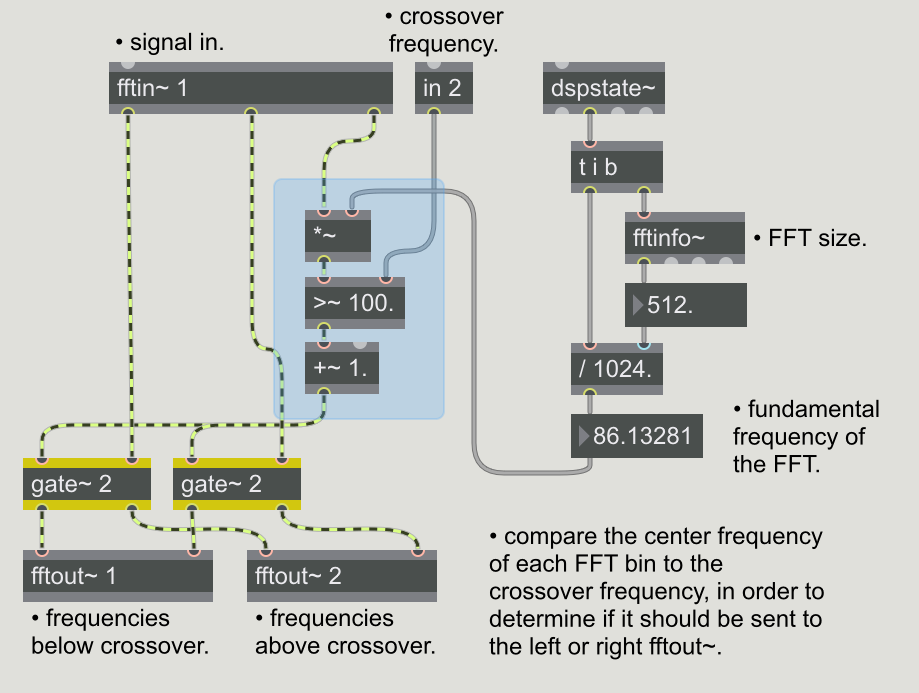 • signal in.
• crossover
frequency.
fftin~ 1
in 2
dspstate~
t i b
*~
fftinfo~
• FFT size.
>~ 100.
512.
+~ 1.
/ 1024.
86.13281
• fundamental
frequency of
the FFT.
gate~ 2
gate~ 2
• compare the center frequency
of each FFT bin to the
crossover frequency, in order to
determine if it should be sent to
the left or right fftout~.
fftout~ 1
fftout~ 2
• frequencies
below crossover.
• frequencies
above crossover.